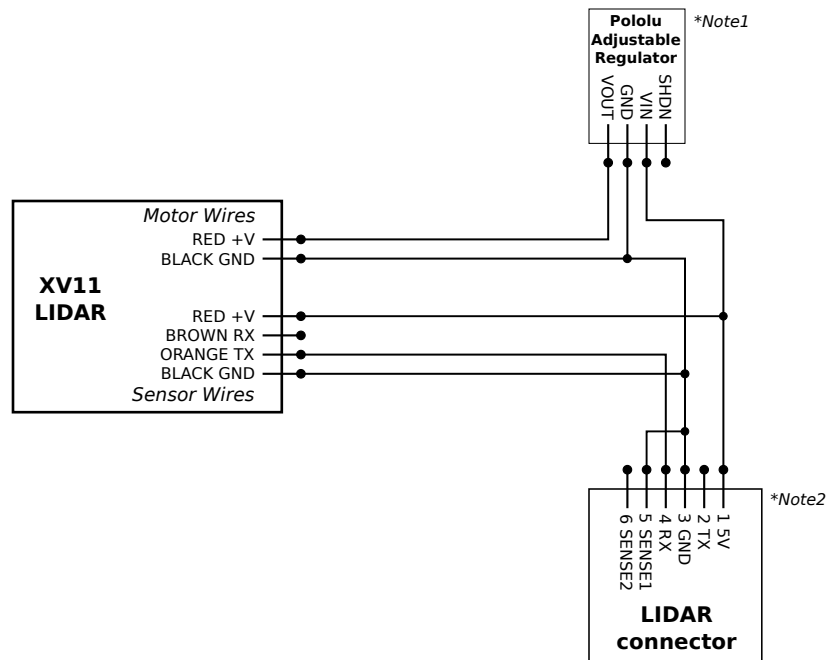 Pololu
Adjustable
Regulator
*Note1
VOUT
GND
VIN
SHDN
Motor Wires
RED +V
BLACK GND
XV11
LIDAR
RED +V
BROWN RX
ORANGE TX
BLACK GND
Sensor Wires
*Note2
6 SENSE2
5 SENSE1
4 RX
3 GND
2 TX
1 5V
LIDAR
connector